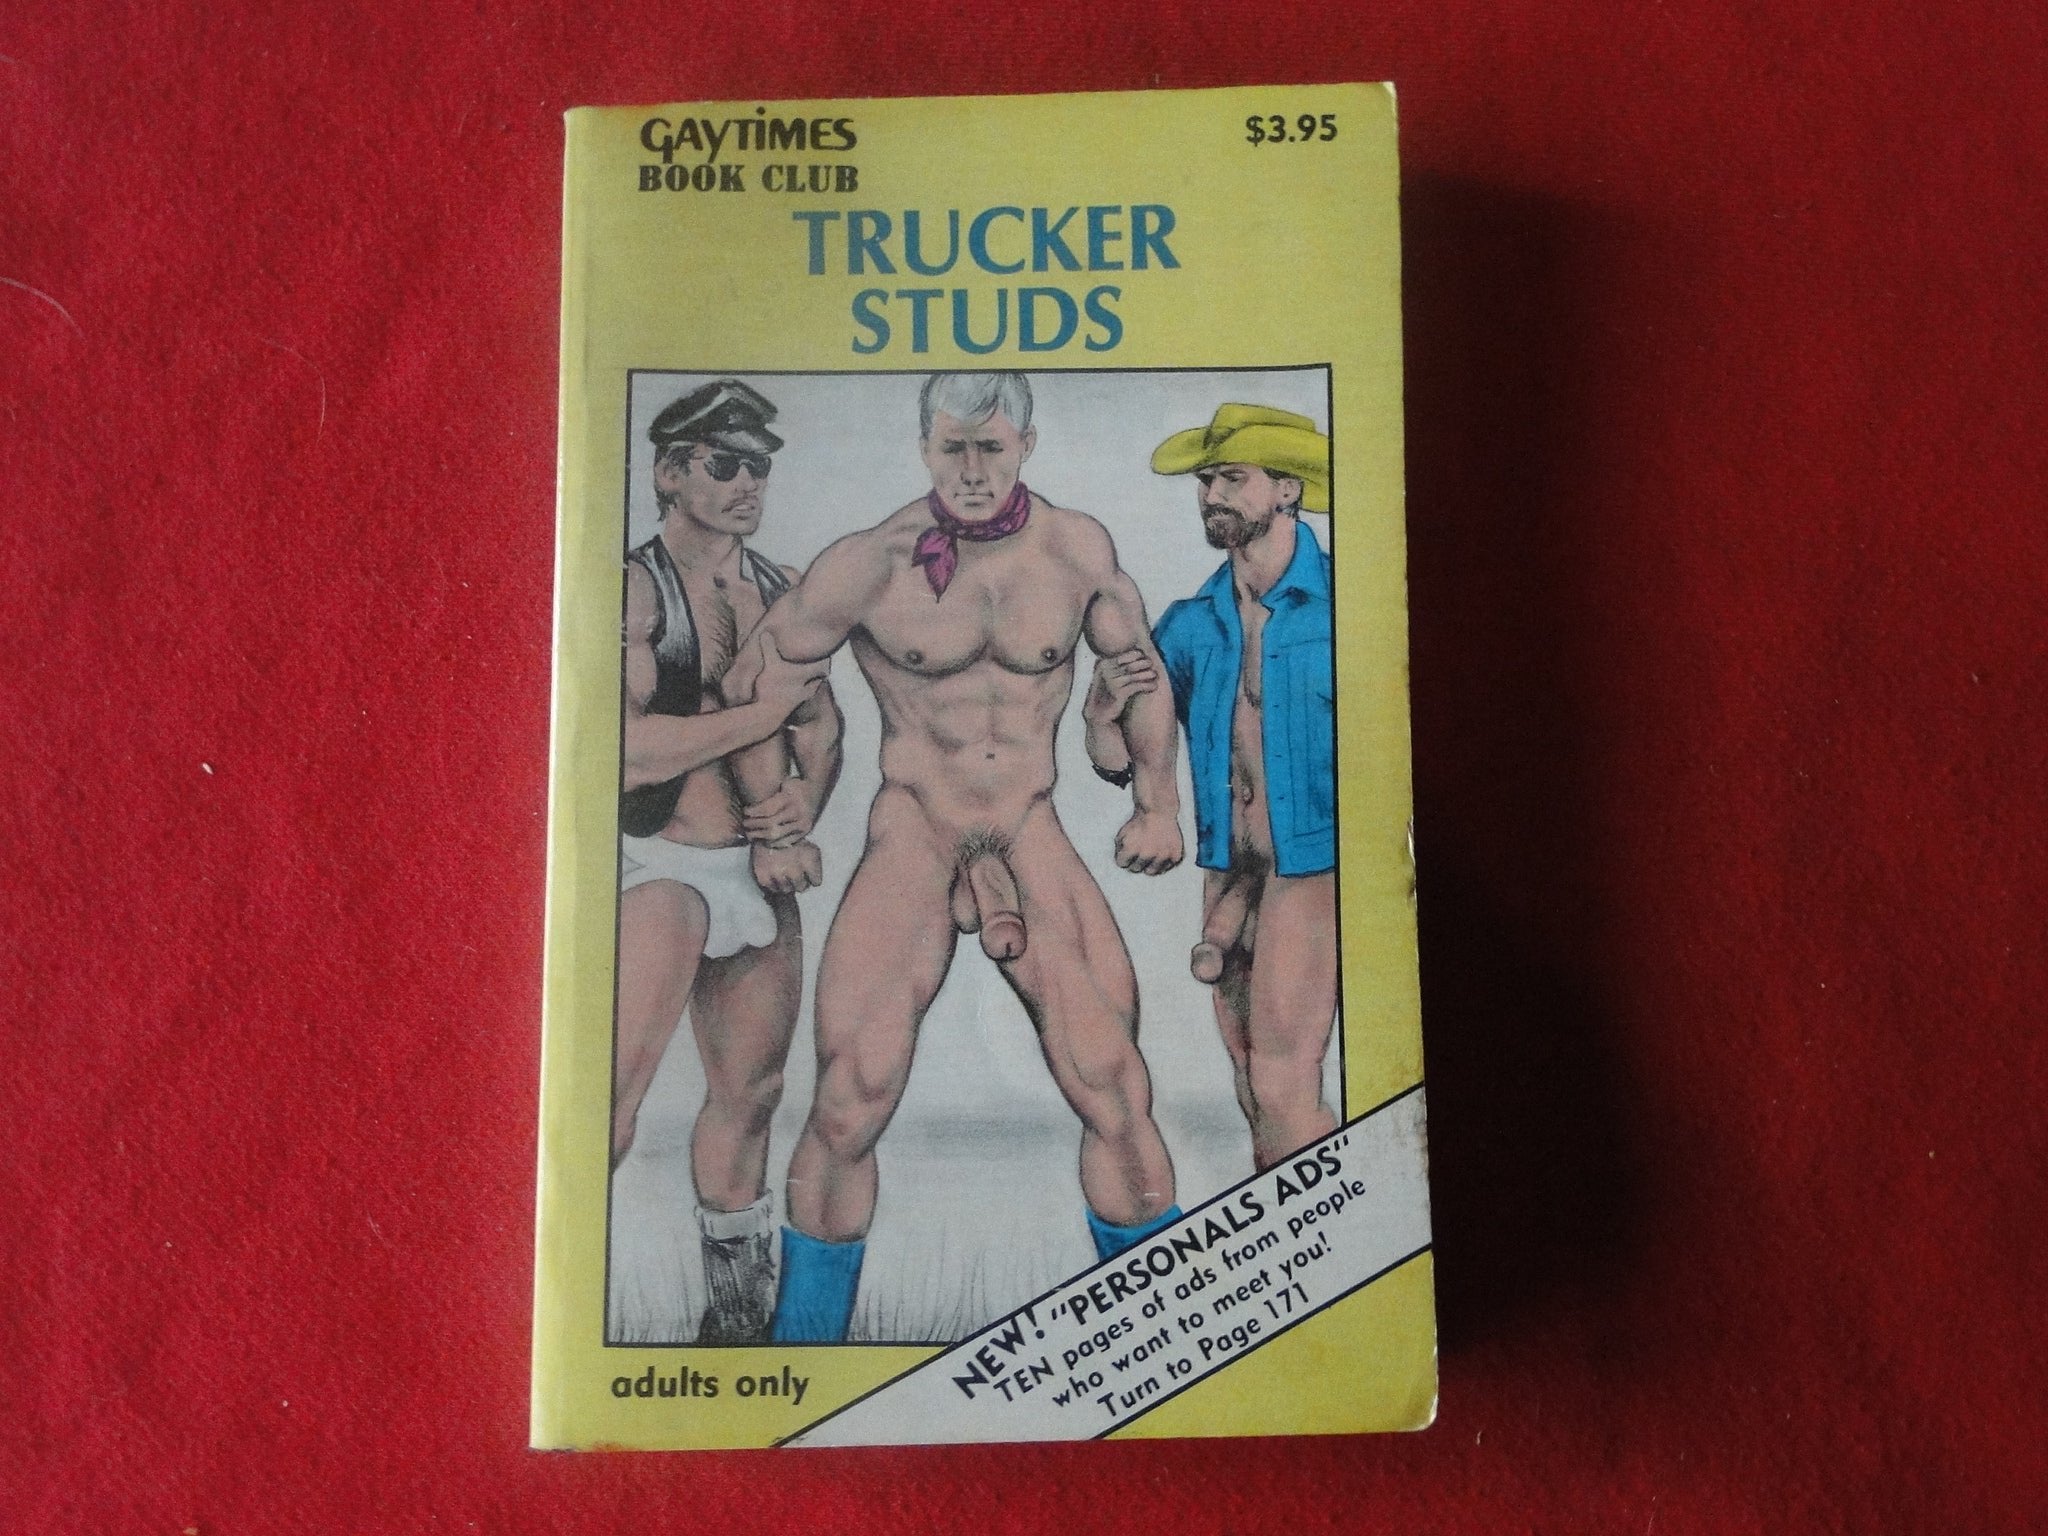 GAYTIMES
BOOK CLUB
$3.95
TRUCKER
STUDS
adults only
NEW! "PERSONALS ADS"
TEN pages of ads from people
who want to meet you!
Turn to Page 171